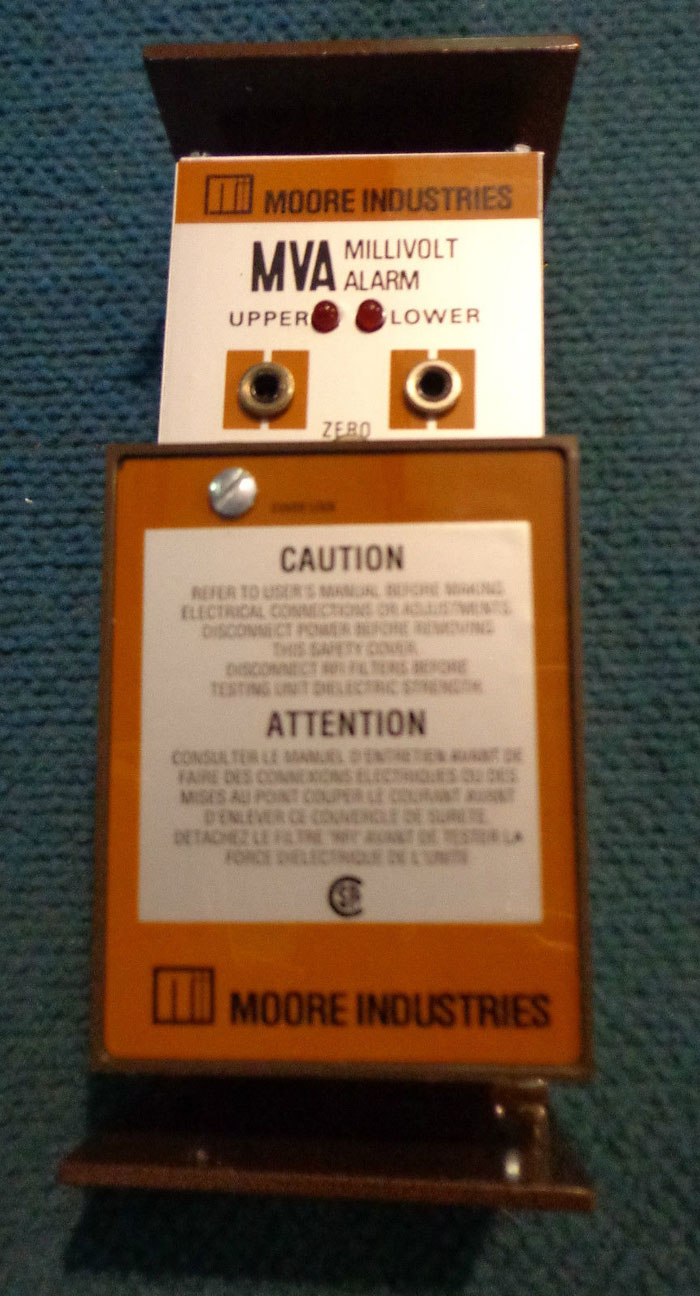 MOORE INDUSTRIES
MVA MILLIVOLT
ALARM
UPPER LOWER
ZERO
CAUTION
REFER TO USER'S MANUAL BEFORE MAKING
ELECTRICAL CONNECTIONS OR ADJUSTMENTS.
DISCONNECT POWER BEFORE REMOVING
THIS SAFETY COVER.
DISCONNECT RFI FILTERS BEFORE
TESTING UNIT DIELECTRIC STRENGTH.
ATTENTION
CONSULTER LE MANUEL D'ENTRETIEN AVANT DE
FAIRE DES CONNEXIONS ELECTRIQUES OU DES
MISES AU POINT COUPER LE COURANT AVANT
D'ENLEVER CE COUVERCLE DE SURETE.
DETACHEZ LE FILTRE 'RFI' AVANT DE TESTER LA
FORCE DIELECTRIQUE DE L'UNITE
MOORE INDUSTRIES